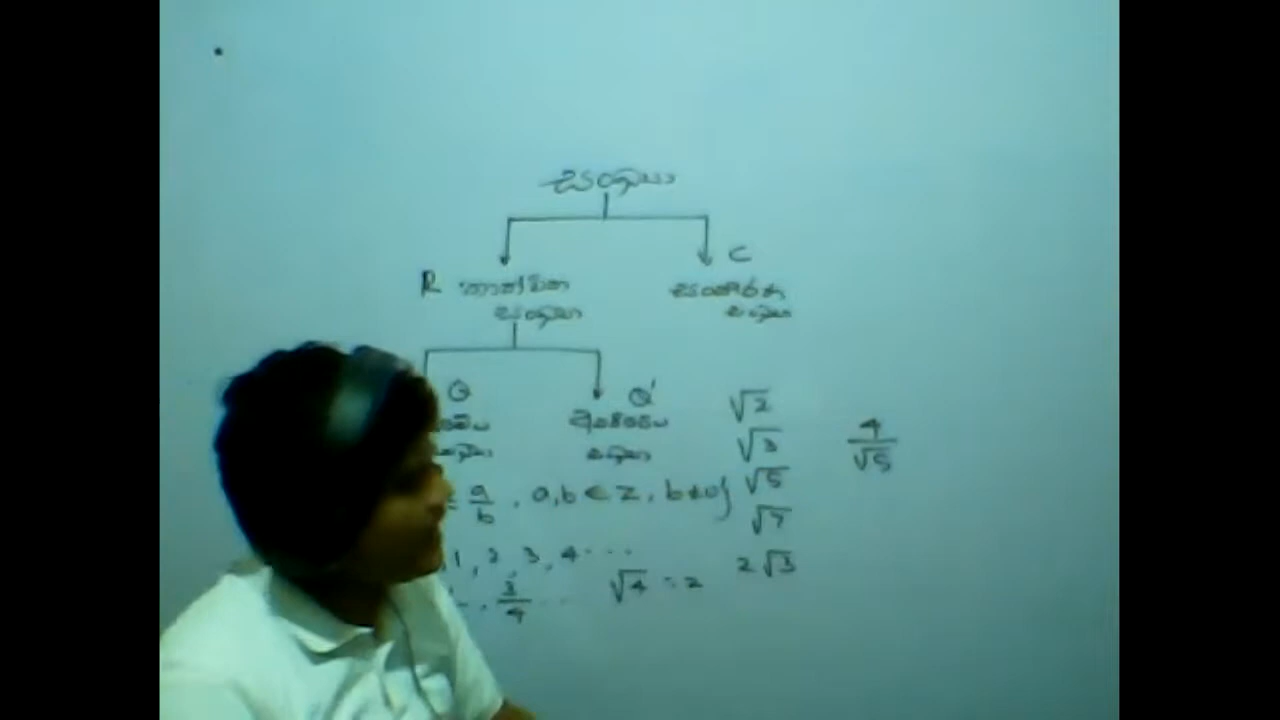 සංඛ්‍යා
C
R තාත්වික
සංඛ්‍යා
සංකීර්ණ
සංඛ්‍යා
Q
Q'
අපරිමේය
සංඛ්‍යා
√2
√3
√5
√7
2√3
4/√5
= a/b , a,b ∈ Z, b≠0}
1, 2, 3, 4 ...
3/4 ...
√4 = 2